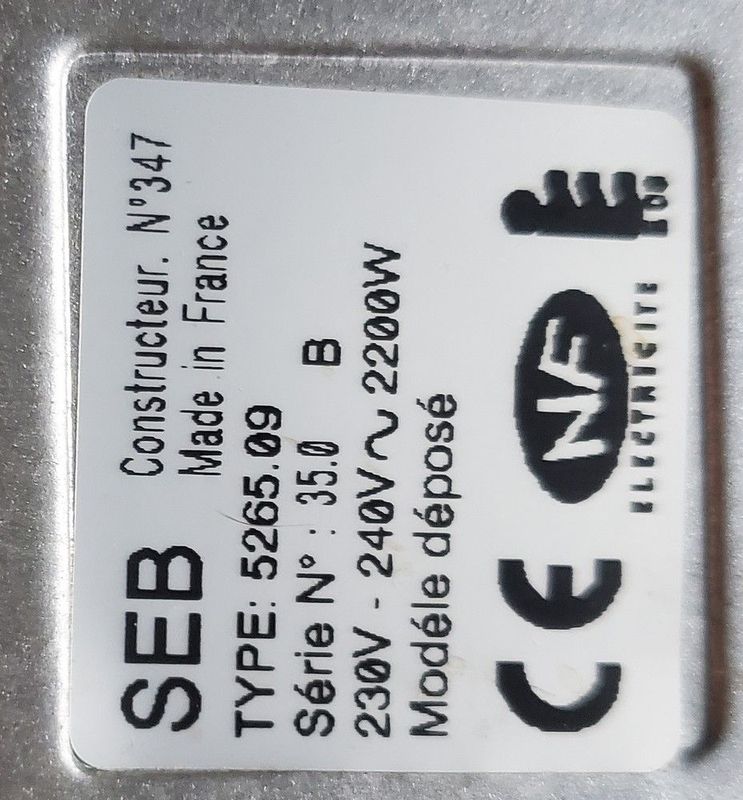 SEB Constructeur. N°347
Made in France
TYPE: 5265.09
Série N° : 35.0 B
230V - 240V ~ 2200W
Modéle déposé
CE NF
ELECTRICITE